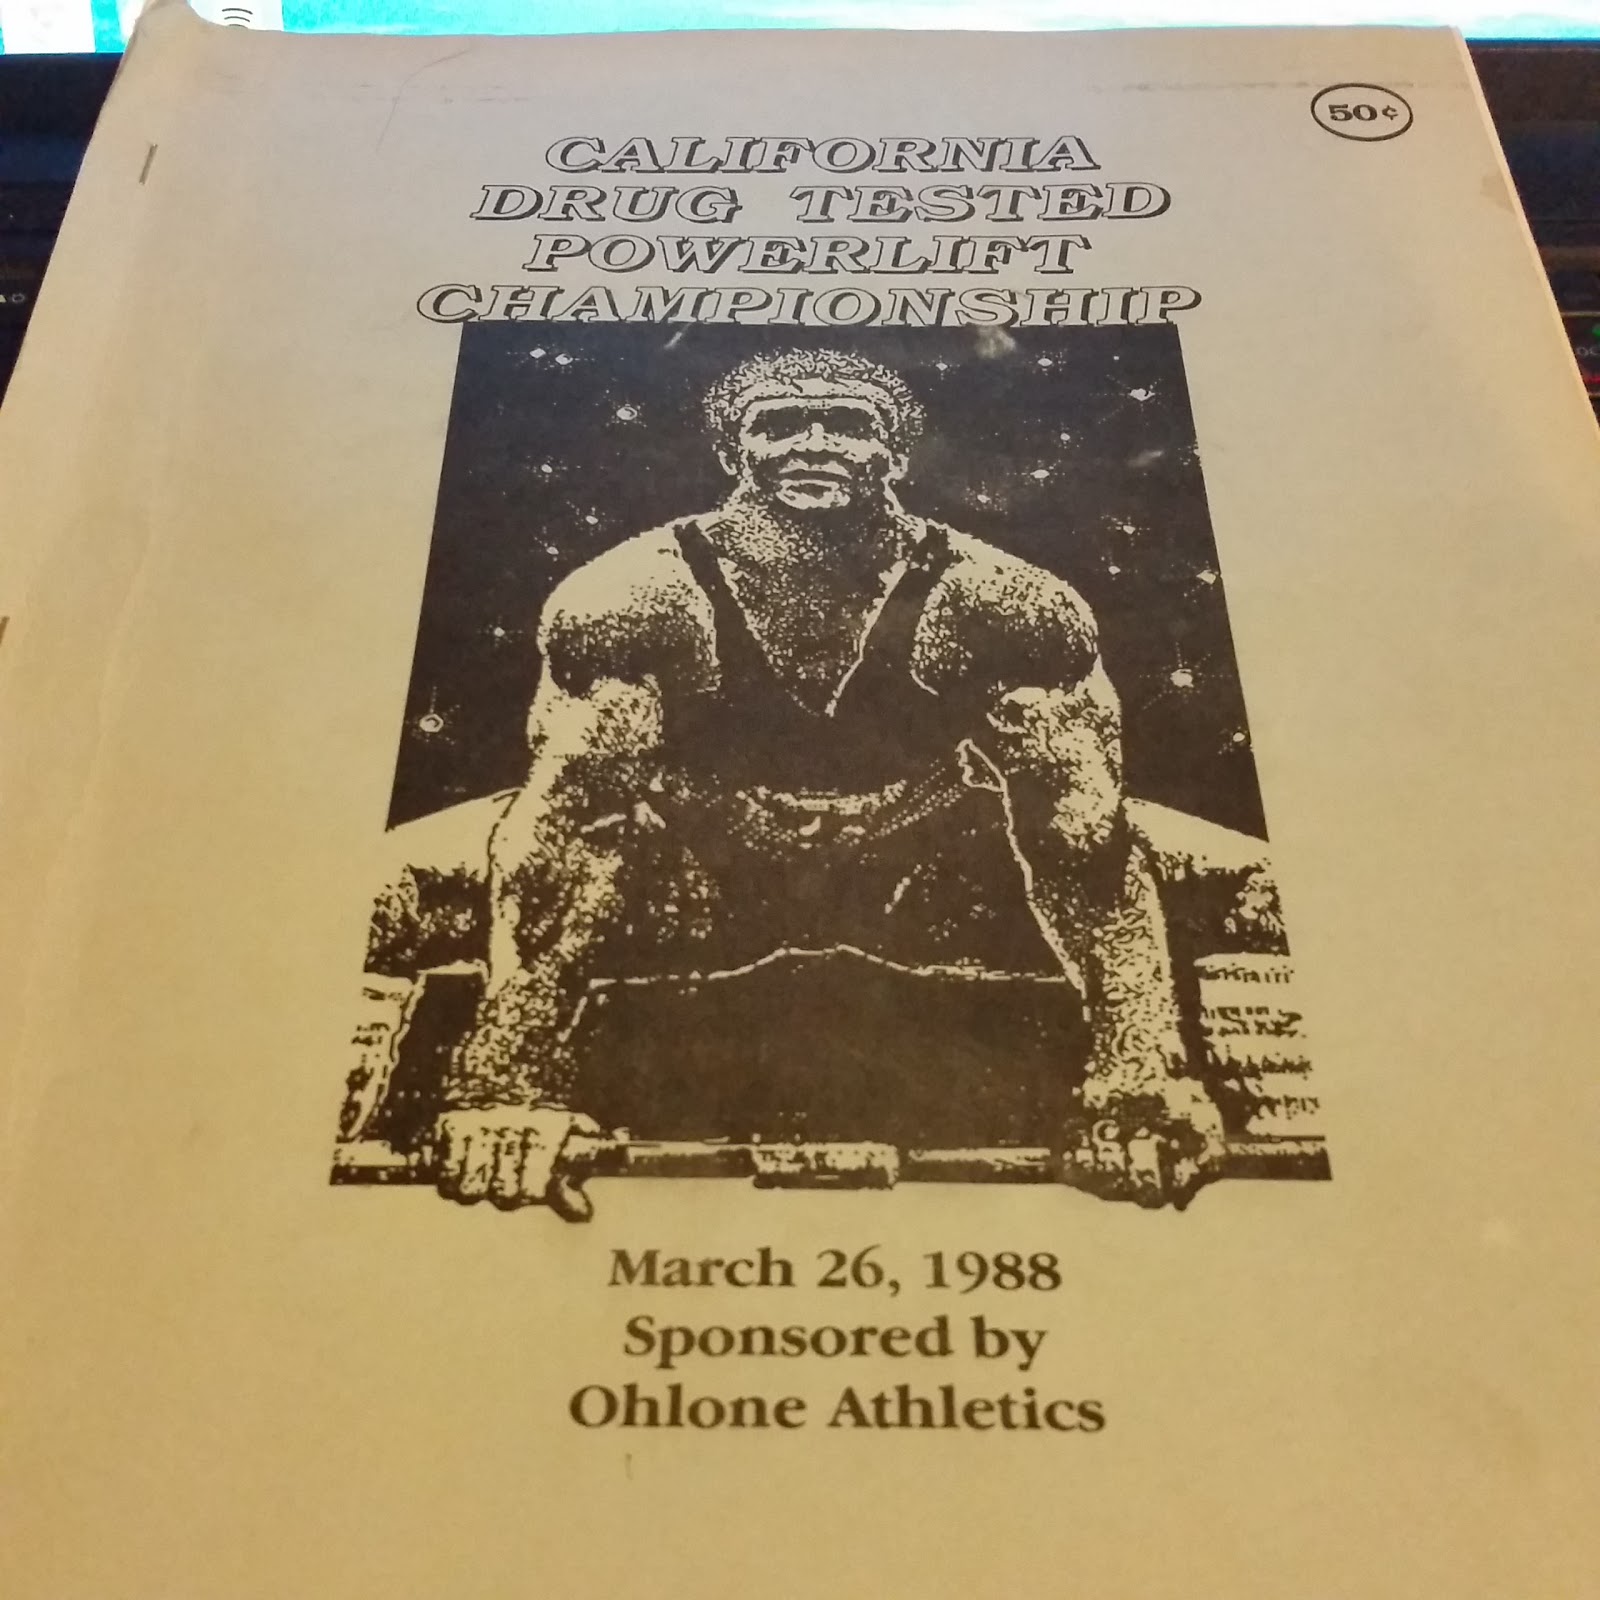 50¢
CALIFORNIA
DRUG TESTED
POWERLIFT
CHAMPIONSHIP
March 26, 1988
Sponsored by
Ohlone Athletics